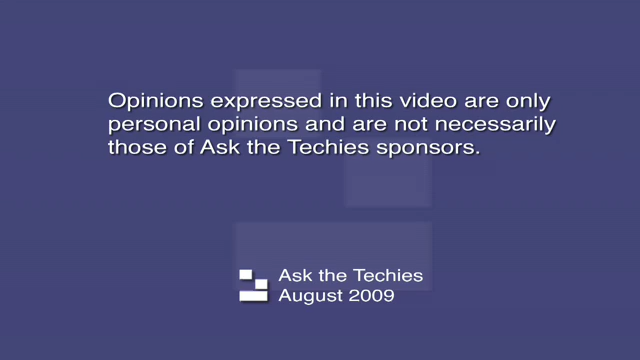 Opinions expressed in this video are only
personal opinions and are not necessarily
those of Ask the Techies sponsors.
Ask the Techies
August 2009